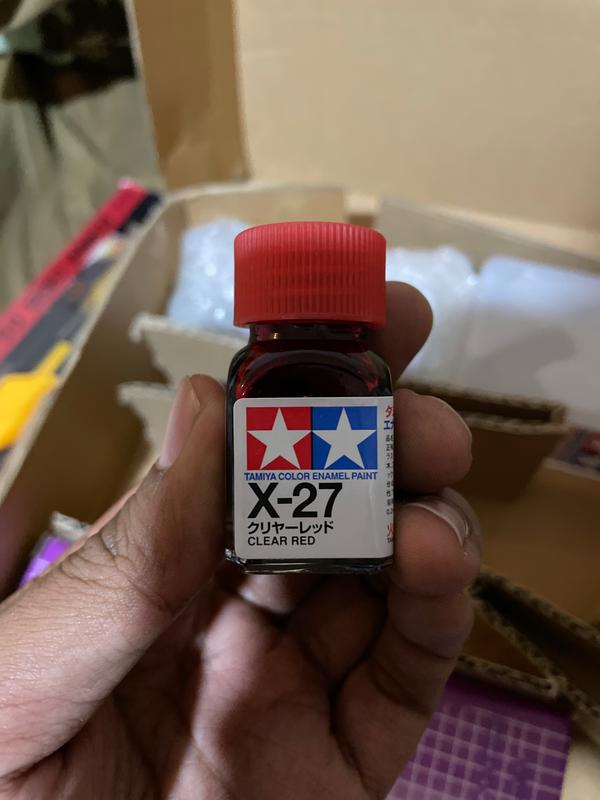 TAMIYA COLOR ENAMEL PAINT
X-27
クリヤーレッド
CLEAR RED